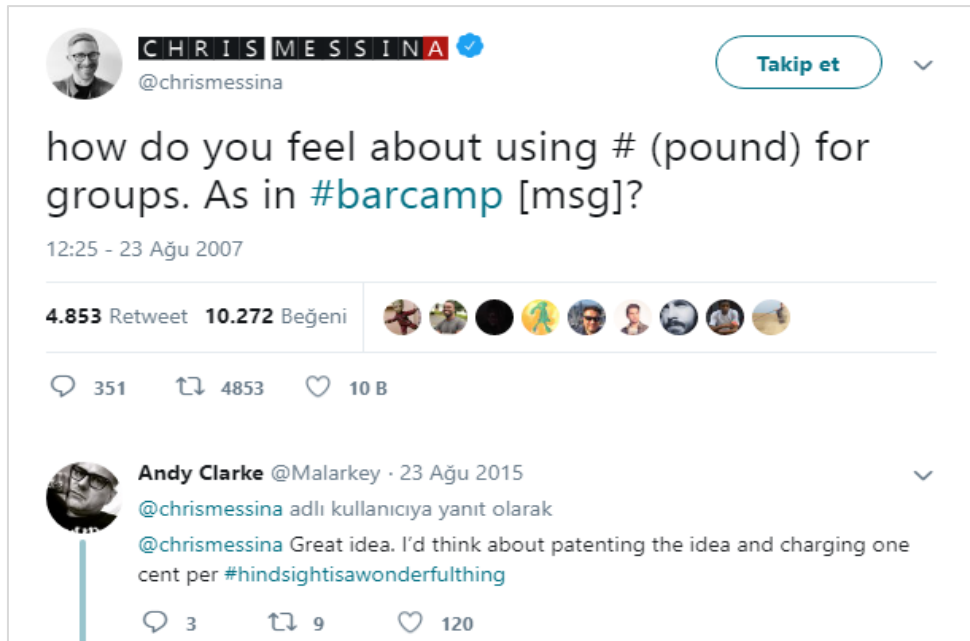 CHRIS MESSINA
@chrismessina
Takip et
how do you feel about using # (pound) for
groups. As in #barcamp [msg]?
12:25 - 23 Ağu 2007
4.853 Retweet 10.272 Beğeni
351 4853 10 B
Andy Clarke @Malarkey · 23 Ağu 2015
@chrismessina adlı kullanıcıya yanıt olarak
@chrismessina Great idea. I’d think about patenting the idea and charging one
cent per #hindsightisawonderfulthing
3 9 120